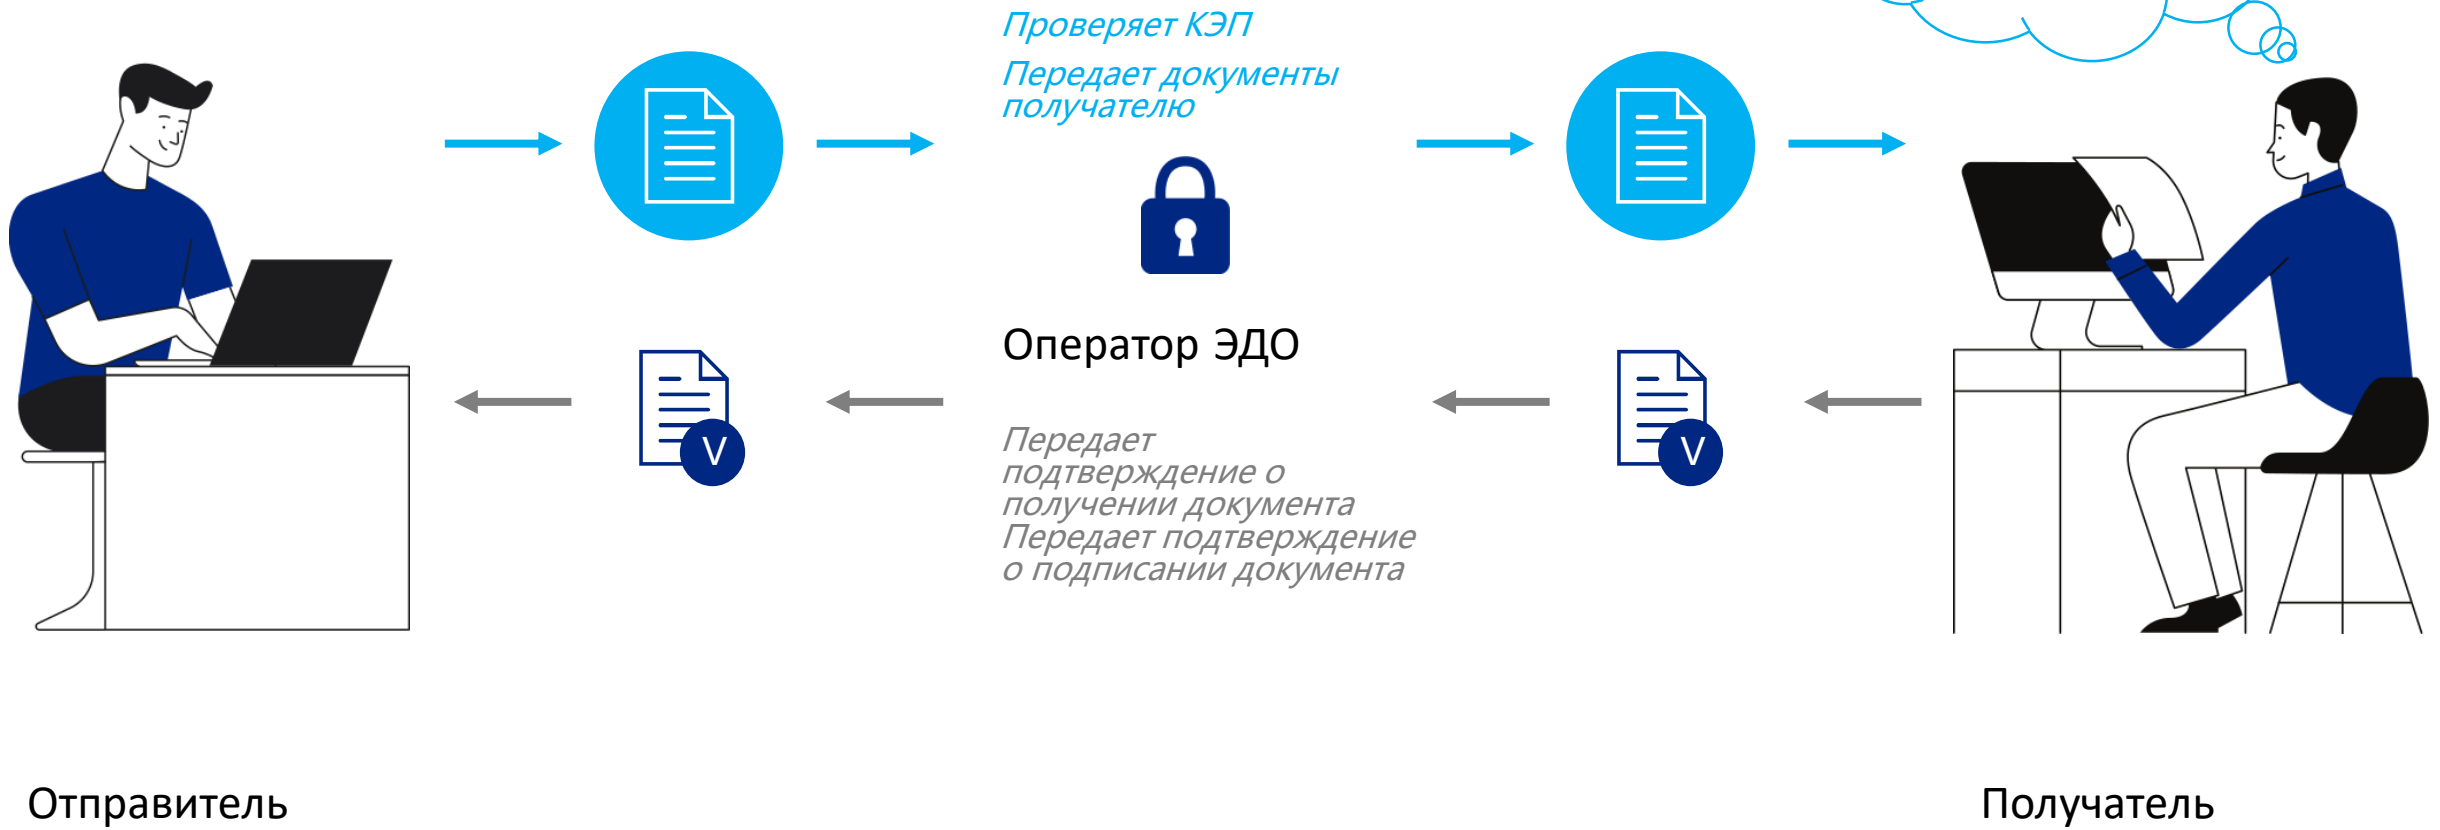 Проверяет КЭП
Передает документы
получателю
Оператор ЭДО
V
V
Передает
подтверждение о
получении документа
Передает подтверждение
о подписании документа
Отправитель
Получатель